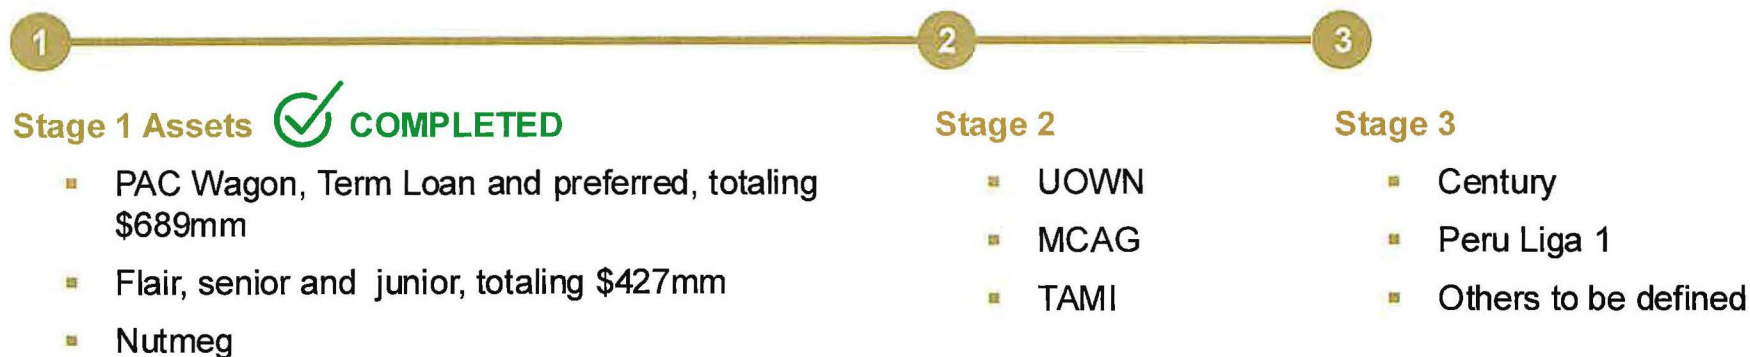 1
2
3
Stage 1 Assets COMPLETED
PAC Wagon, Term Loan and preferred, totaling
$689mm
Flair, senior and junior, totaling $427mm
Nutmeg
Stage 2
UOWN
MCAG
TAMI
Stage 3
Century
Peru Liga 1
Others to be defined